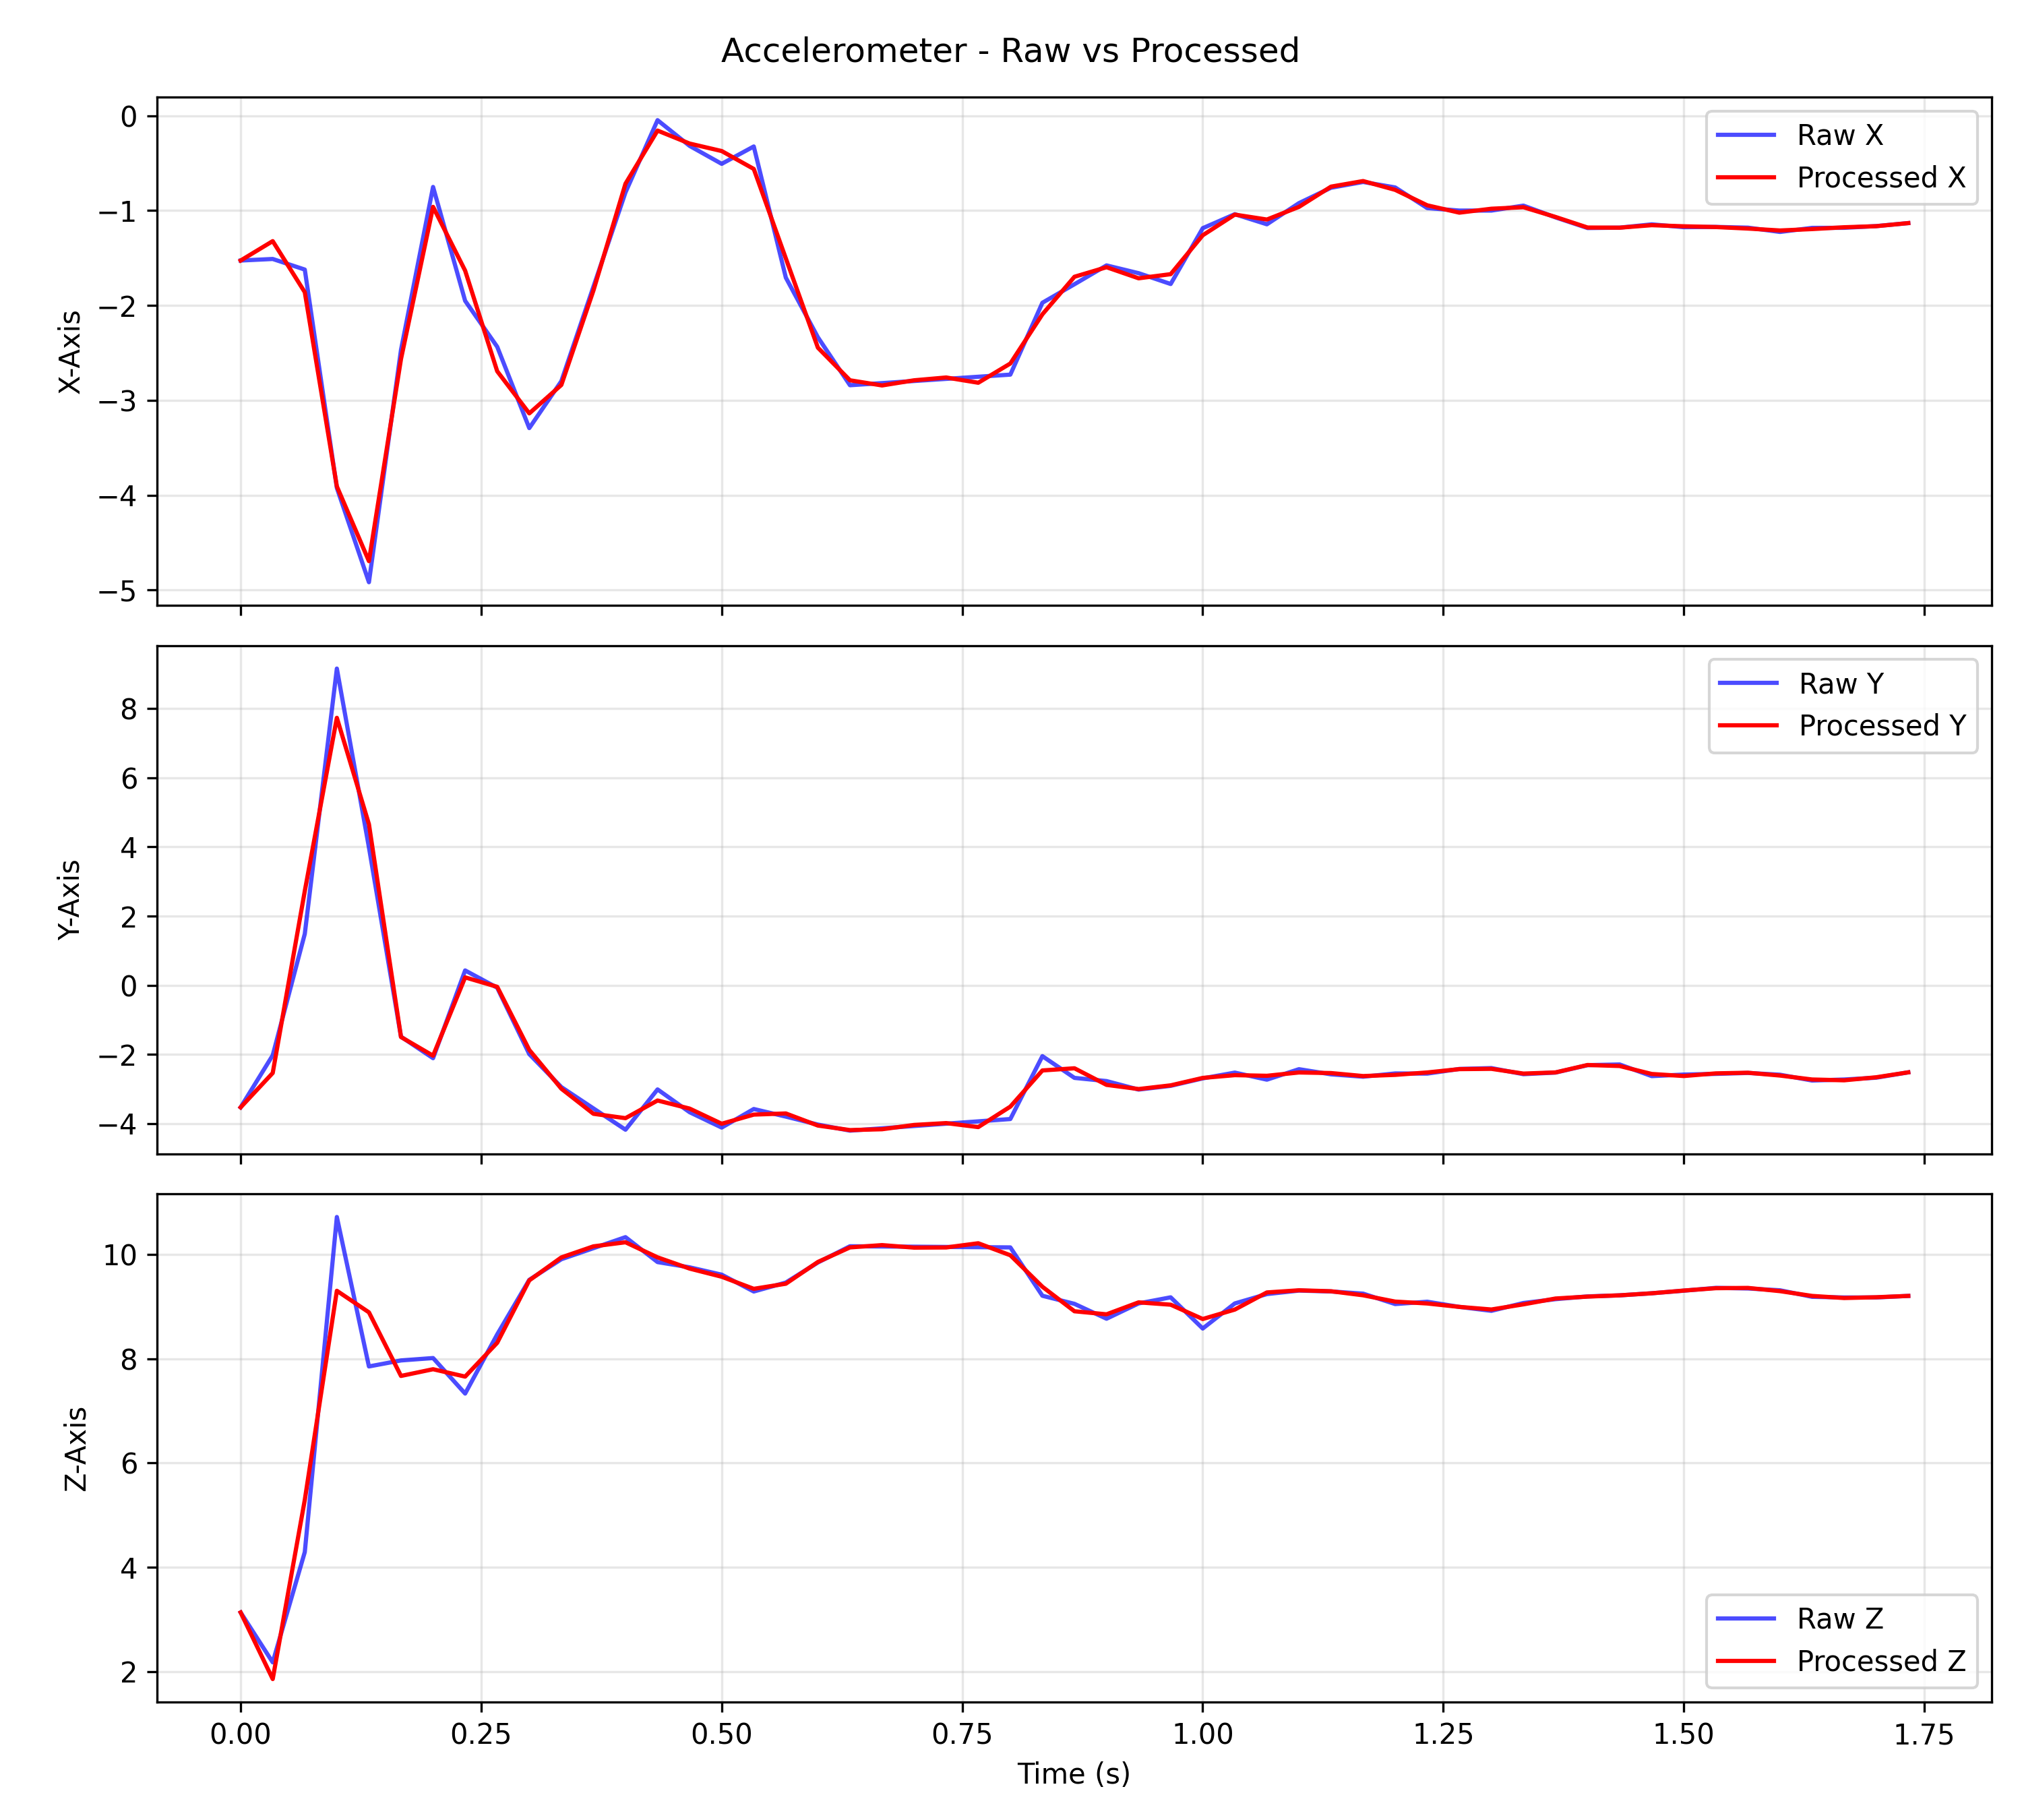 Accelerometer - Raw vs Processed
0
−1
−2
−3
−4
−5
X-Axis
Raw X
Processed X
8
6
4
2
0
−2
−4
Y-Axis
Raw Y
Processed Y
10
8
6
4
2
Z-Axis
Raw Z
Processed Z
0.00 0.25 0.50 0.75 1.00 1.25 1.50 1.75
Time (s)